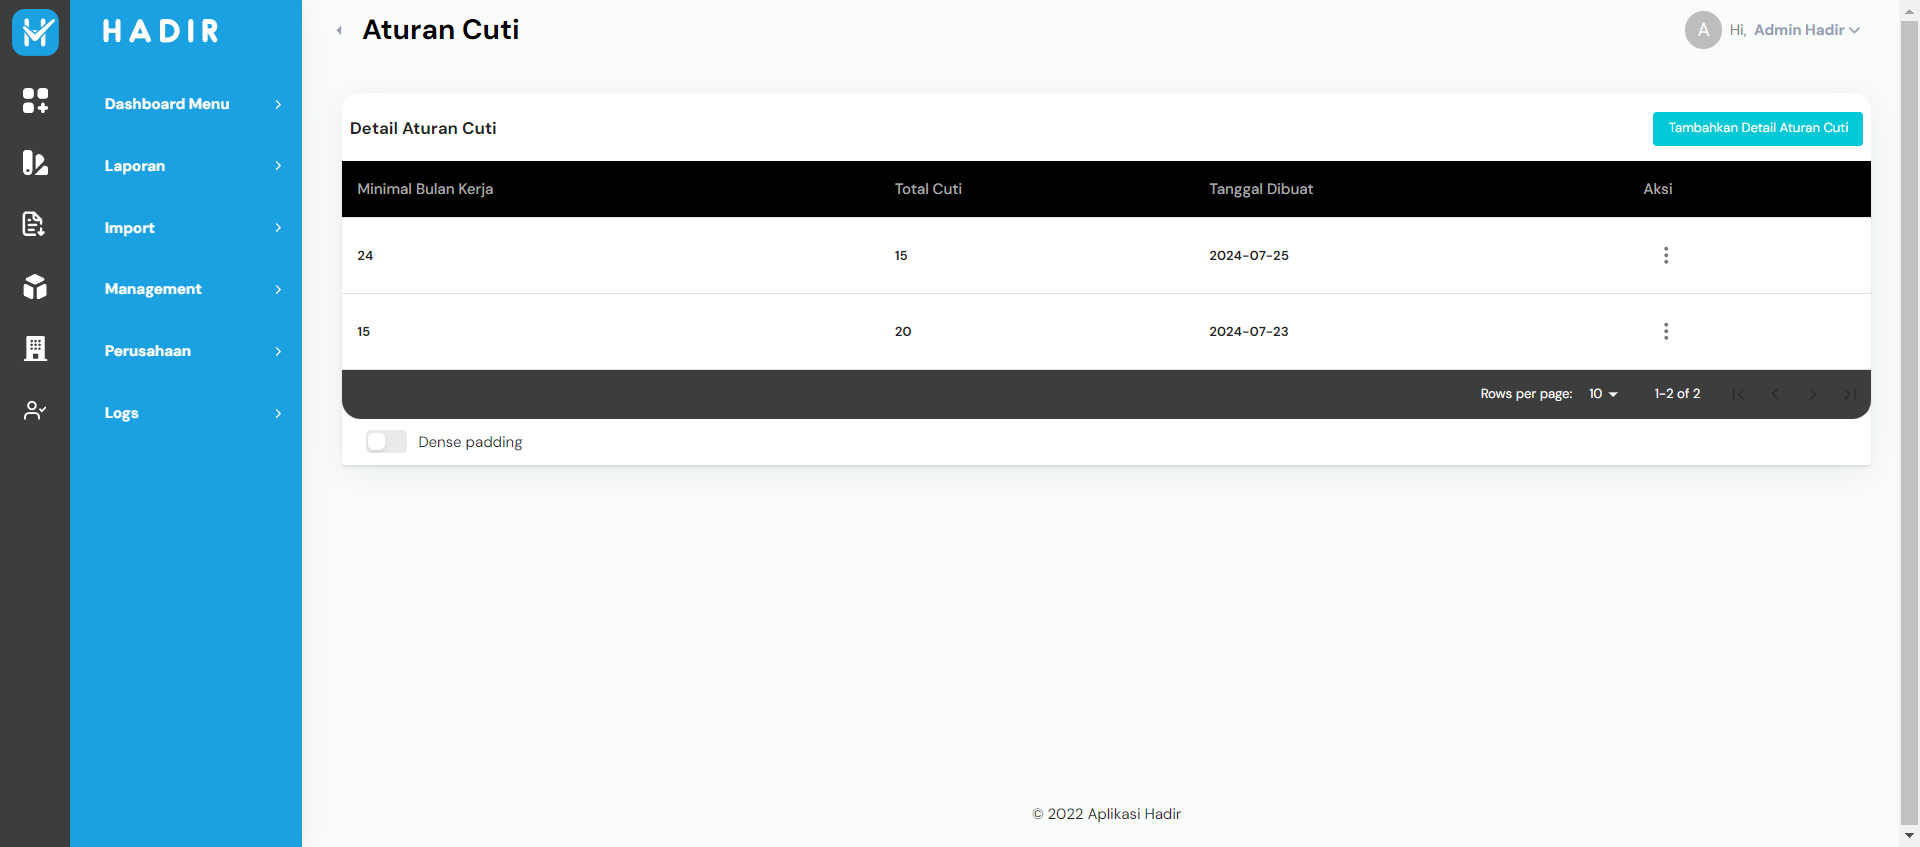 HADIR
Dashboard Menu
Laporan
Import
Management
Perusahaan
Logs
Aturan Cuti
A
Hi, Admin Hadir
Detail Aturan Cuti
Tambahkan Detail Aturan Cuti
Minimal Bulan Kerja Total Cuti Tanggal Dibuat Aksi
24 15 2024-07-25
15 20 2024-07-23
Rows per page: 10 1-2 of 2
Dense padding
© 2022 Aplikasi Hadir